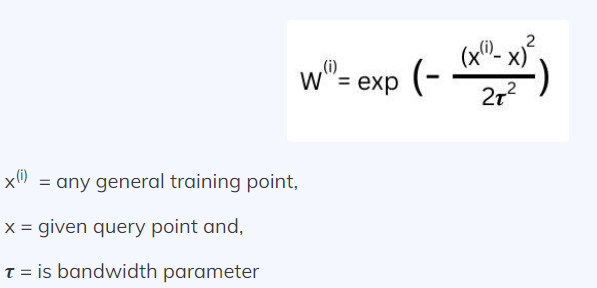 W⁽ⁱ⁾= exp (- (x⁽ⁱ⁾- x)² / 2τ²)
x⁽ⁱ⁾ = any general training point,
x = given query point and,
τ = is bandwidth parameter